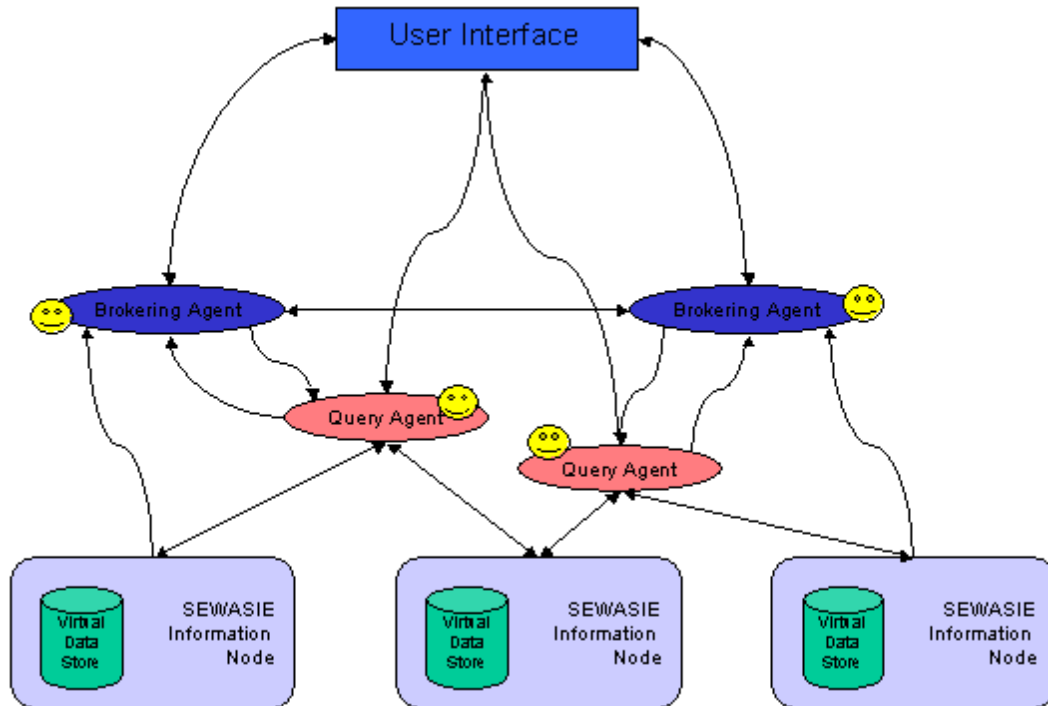 User Interface
Brokering Agent
Brokering Agent
Query Agent
Query Agent
SEWASIE
Information
Node
Virtual
Data
Store
SEWASIE
Information
Node
Virtual
Data
Store
SEWASIE
Information
Node
Virtual
Data
Store